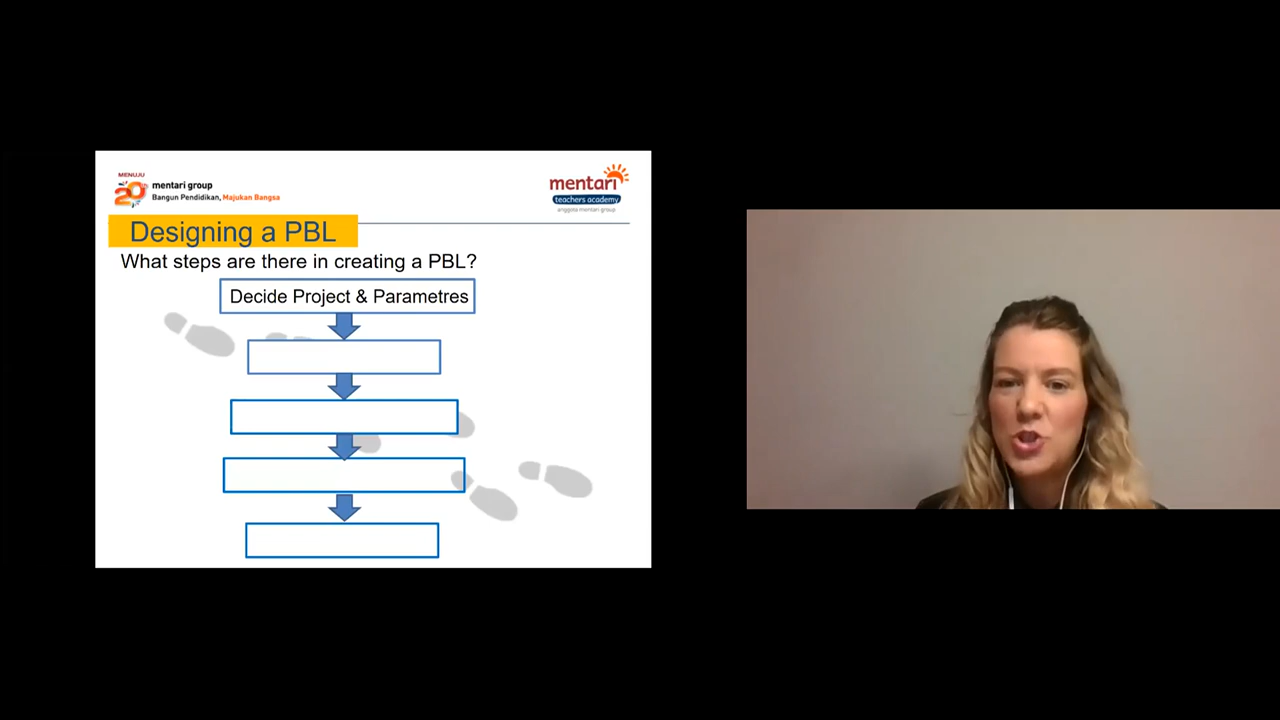 MENUJU
20th
mentari group
Bangun Pendidikan, Majukan Bangsa
mentari
teachers academy
anggota mentari group
Designing a PBL
What steps are there in creating a PBL?
Decide Project & Parametres